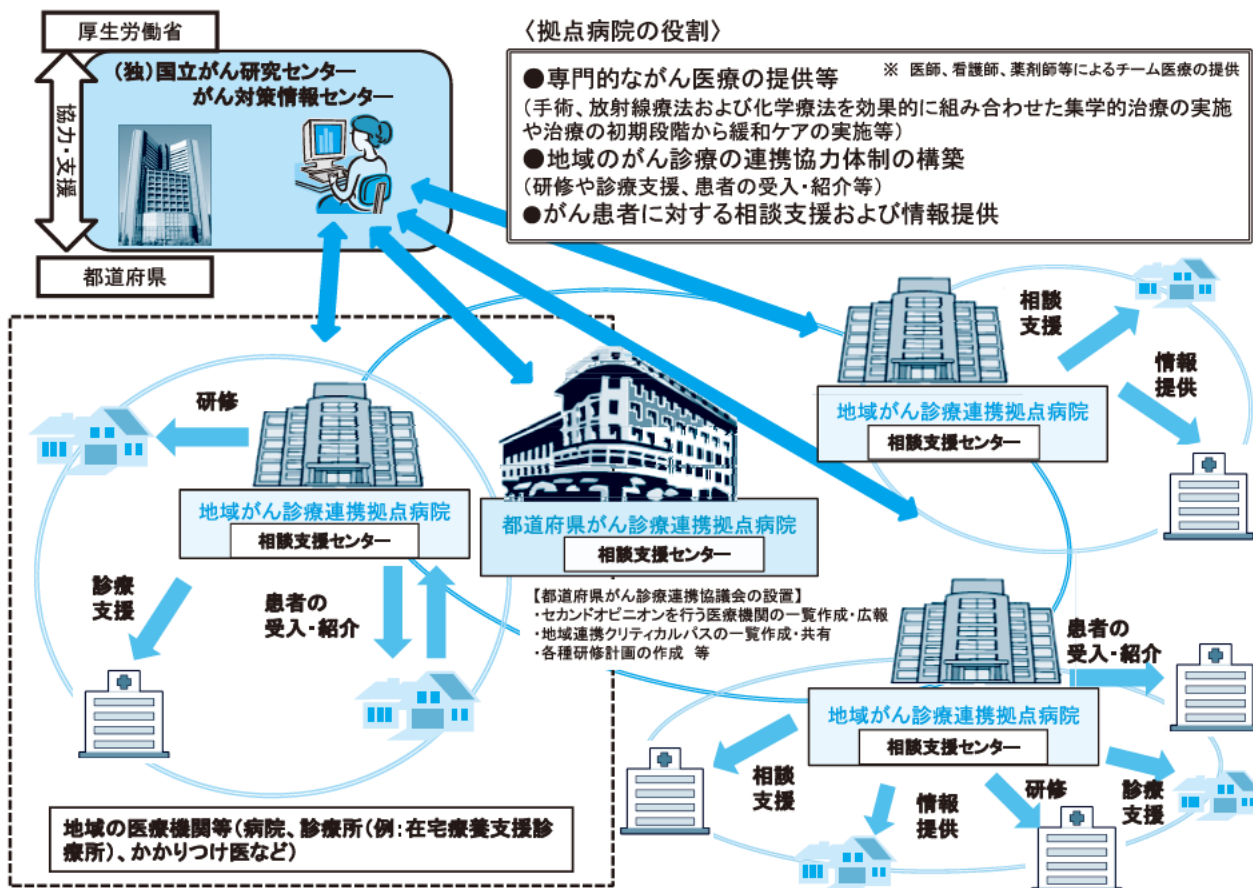 厚生労働省
協力・支援
都道府県
(独)国立がん研究センター
がん対策情報センター
〈拠点病院の役割〉
●専門的ながん医療の提供等
※ 医師、看護師、薬剤師等によるチーム医療の提供
(手術、放射線療法および化学療法を効果的に組み合わせた集学的治療の実施
や治療の初期段階から緩和ケアの実施等)
●地域のがん診療の連携協力体制の構築
(研修や診療支援、患者の受入・紹介等)
●がん患者に対する相談支援および情報提供
相談
支援
情報
提供
地域がん診療連携拠点病院
相談支援センター
研修
地域がん診療連携拠点病院
相談支援センター
診療
支援
患者の
受入・紹介
都道府県がん診療連携拠点病院
相談支援センター
【都道府県がん診療連携協議会の設置】
・セカンドオピニオンを行う医療機関の一覧作成・広報
・地域連携クリティカルパスの一覧作成・共有
・各種研修計画の作成 等
患者の
受入・紹介
地域がん診療連携拠点病院
相談支援センター
相談
支援
情報
提供
研修
診療
支援
地域の医療機関等(病院、診療所(例:在宅療養支援診
療所)、かかりつけ医など)